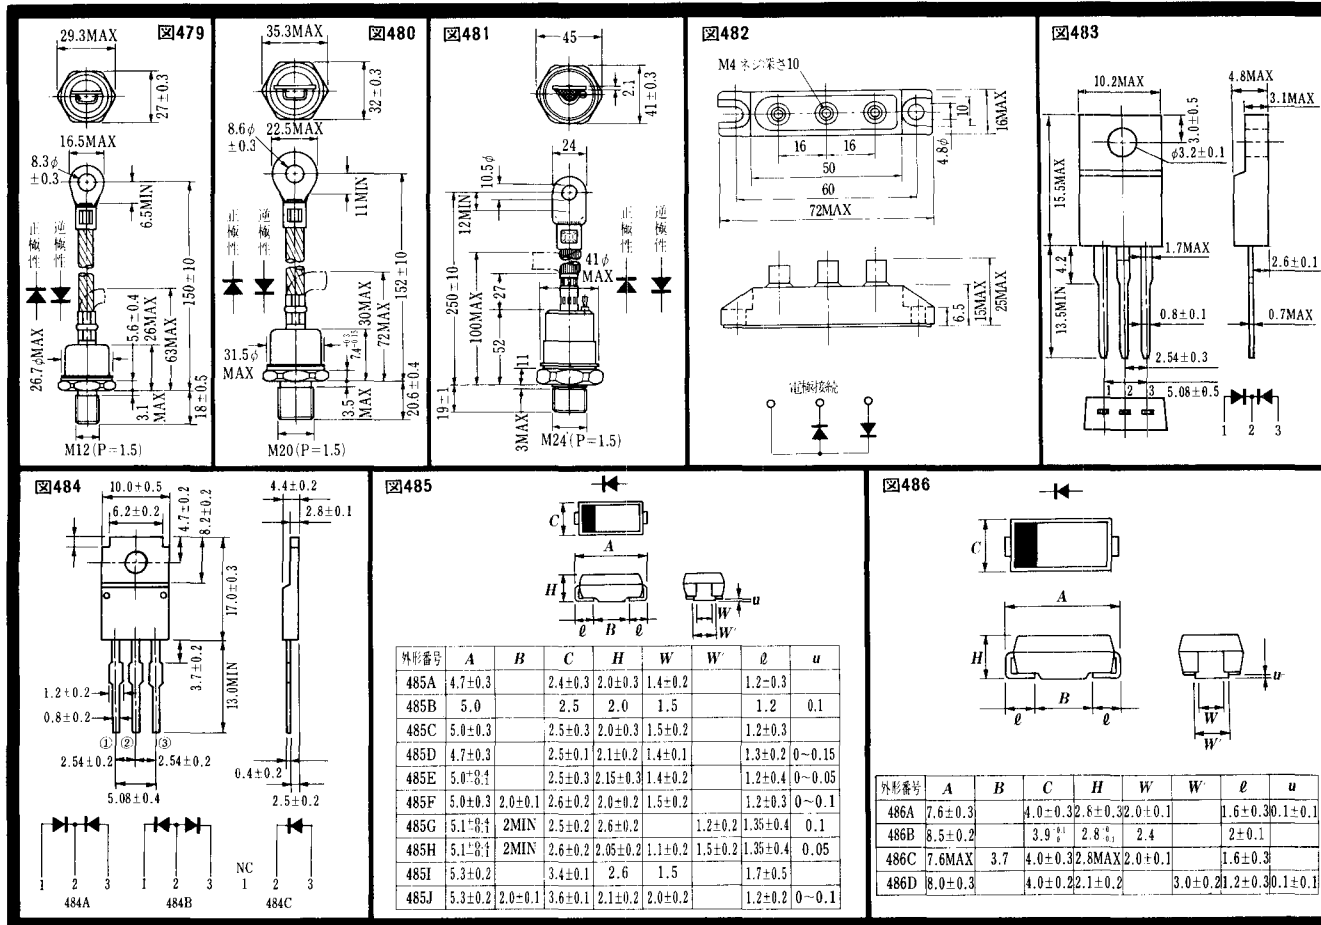 図479
29.3MAX
27±0.3
16.5MAX
8.3φ
±0.3
6.5MIN
正極性
逆極性
150±10
5.6±0.4
26MAX
63MAX
26.7φMAX
3.1
MAX
18±0.5
M12(P=1.5)
図480
35.3MAX
32±0.3
8.6φ
±0.3
22.5MAX
11MIN
正極性
逆極性
152±10
30MAX
72MAX
31.5φ
MAX
3.5
MAX
20.6±0.4
M20(P=1.5)
図481
45
2.1
41±0.3
24
10.5φ
12MIN
正極性
逆極性
41φ
MAX
250±10
100MAX
27
52
11
19±1
3MAX
M24(P=1.5)
図482
M4 ネジ深さ10
10
16MAX
16
16
4.8φ
50
60
72MAX
6.5
15MAX
25MAX
電極接続
図483
10.2MAX
4.8MAX
3.1MAX
3.0±0.5
φ3.2±0.1
15.5MAX
1.7MAX
4.2
2.6±0.1
13.5MIN
0.8±0.1
0.7MAX
2.54±0.3
5.08±0.5
1 2 3
1 2 3
図484
10.0±0.5
6.2±0.2
4.7±0.2
8.2±0.2
4.4±0.2
2.8±0.1
17.0±0.3
3.7±0.2
13.0MIN
1.2±0.2
0.8±0.2
① ② ③
2.54±0.2 2.54±0.2
0.4±0.2
5.08±0.4
2.5±0.2
NC
1 2 3 1 2 3 1 2 3
484A 484B 484C
図485
C
A
H
u
W
ℓ B ℓ
W'
外形番号 A B C H W W' ℓ u
485A 4.7±0.3 2.4±0.3 2.0±0.3 1.4±0.2 1.2±0.3
485B 5.0 2.5 2.0 1.5 1.2 0.1
485C 5.0±0.3 2.5±0.3 2.0±0.3 1.5±0.2 1.2±0.3
485D 4.7±0.3 2.5±0.1 2.1±0.2 1.4±0.1 1.3±0.2 0~0.15
485E 5.0 2.5±0.3 2.15±0.3 1.4±0.2 1.2±0.4 0~0.05
485F 5.0±0.3 2.0±0.1 2.6±0.2 2.0±0.2 1.5±0.2 1.2±0.3 0~0.1
485G 5.1 2MIN 2.5±0.2 2.6±0.2 1.2±0.2 1.35±0.4 0.1
485H 5.1 2MIN 2.6±0.2 2.05±0.2 1.1±0.2 1.5±0.2 1.35±0.4 0.05
485I 5.3±0.2 3.4±0.1 2.6 1.5 1.7±0.5
485J 5.3±0.2 2.0±0.1 3.6±0.1 2.1±0.2 2.0±0.2 1.2±0.2 0~0.1
図486
C
A
H
u
B
ℓ ℓ
W
W'
外形番号 A B C H W W' ℓ u
486A 7.6±0.3 4.0±0.3 2.8±0.3 2.0±0.1 1.6±0.3 0.1±0.1
486B 8.5±0.2 3.9 2.8 2.4 2±0.1
486C 7.6MAX 3.7 4.0±0.3 2.8MAX 2.0±0.1 1.6±0.3
486D 8.0±0.3 4.0±0.2 2.1±0.2 3.0±0.2 1.2±0.3 0.1±0.1